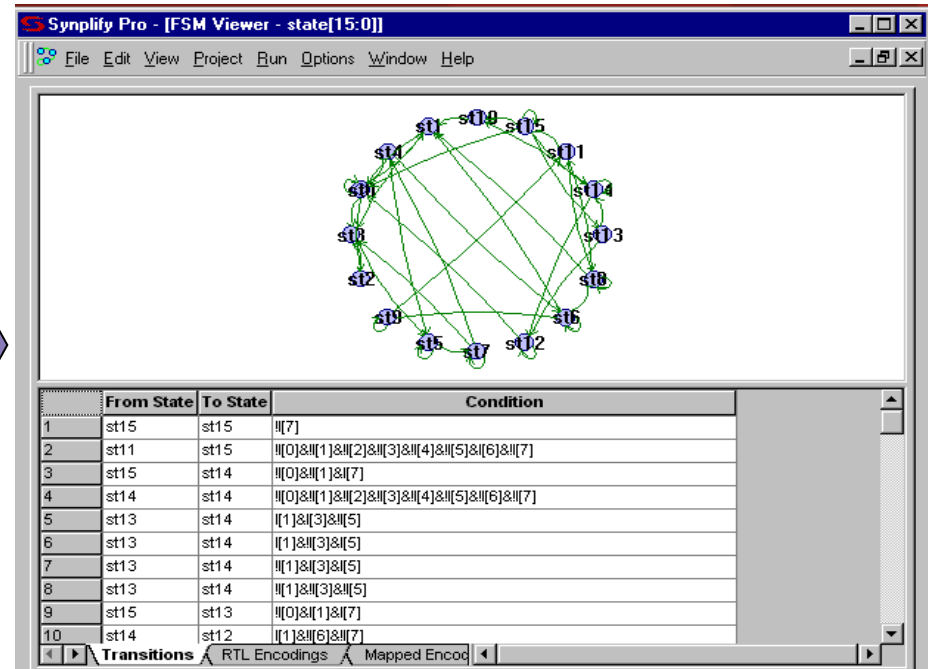 Synplify Pro - [FSM Viewer - state[15:0]]
File Edit View Project Run Options Window Help
st1 st10 st15
st4 st11
st0 st14
st3 st13
st2 st8
st9 st6
st5 st7 st12
From State To State Condition
1 st15 st15 !I[7]
2 st11 st15 !I[0]&!I[1]&!I[2]&!I[3]&!I[4]&!I[5]&I[6]&!I[7]
3 st15 st14 !I[0]&!I[1]&I[7]
4 st14 st14 !I[0]&!I[1]&!I[2]&!I[3]&!I[4]&!I[5]&!I[6]&!I[7]
5 st13 st14 I[1]&I[3]&!I[5]
6 st13 st14 I[1]&!I[3]&I[5]
7 st13 st14 !I[1]&!I[3]&I[5]
8 st13 st14 !I[1]&!I[3]&!I[5]
9 st15 st13 !I[0]&I[1]&I[7]
10 st14 st12 I[1]&!I[6]&!I[7]
Transitions RTL Encodings Mapped Encod